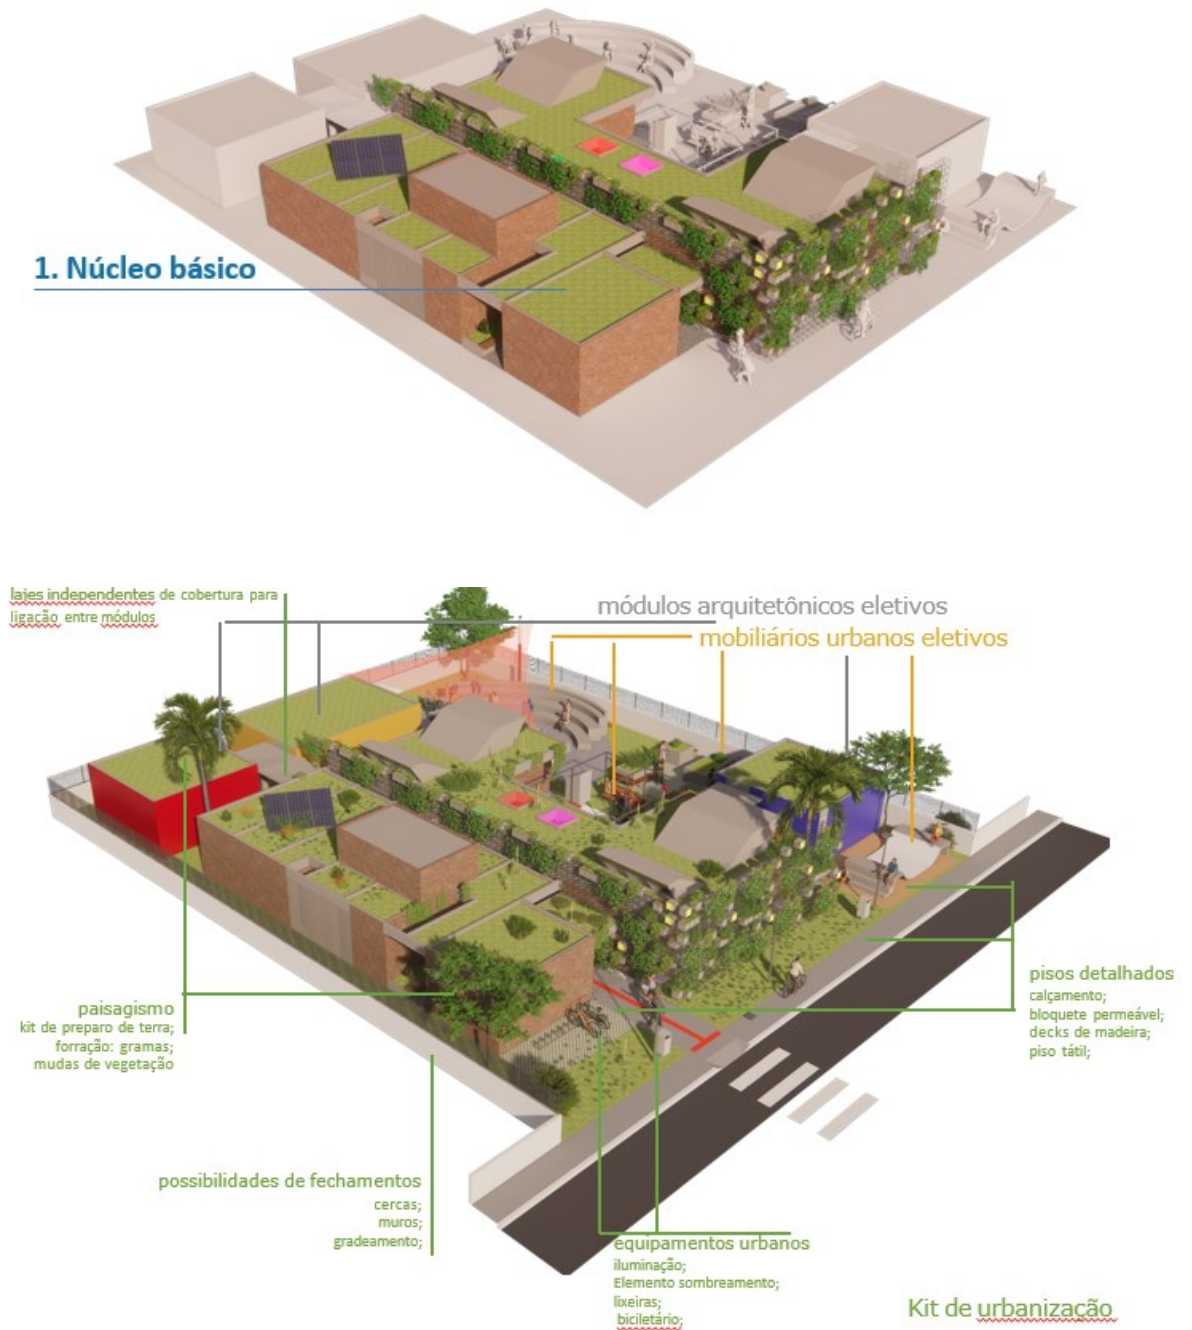 1. Núcleo básico
lajes independentes de cobertura para
ligação entre módulos
módulos arquitetônicos eletivos
mobiliários urbanos eletivos
pisos detalhados
calçamento;
bloquete permeável;
decks de madeira;
piso tátil;
paisagismo
kit de preparo de terra;
forração: gramas;
mudas de vegetação
possibilidades de fechamentos
cercas;
muros;
gradeamento;
equipamentos urbanos
iluminação;
Elemento sombreamento;
lixeiras;
biciletário;
Kit de urbanização